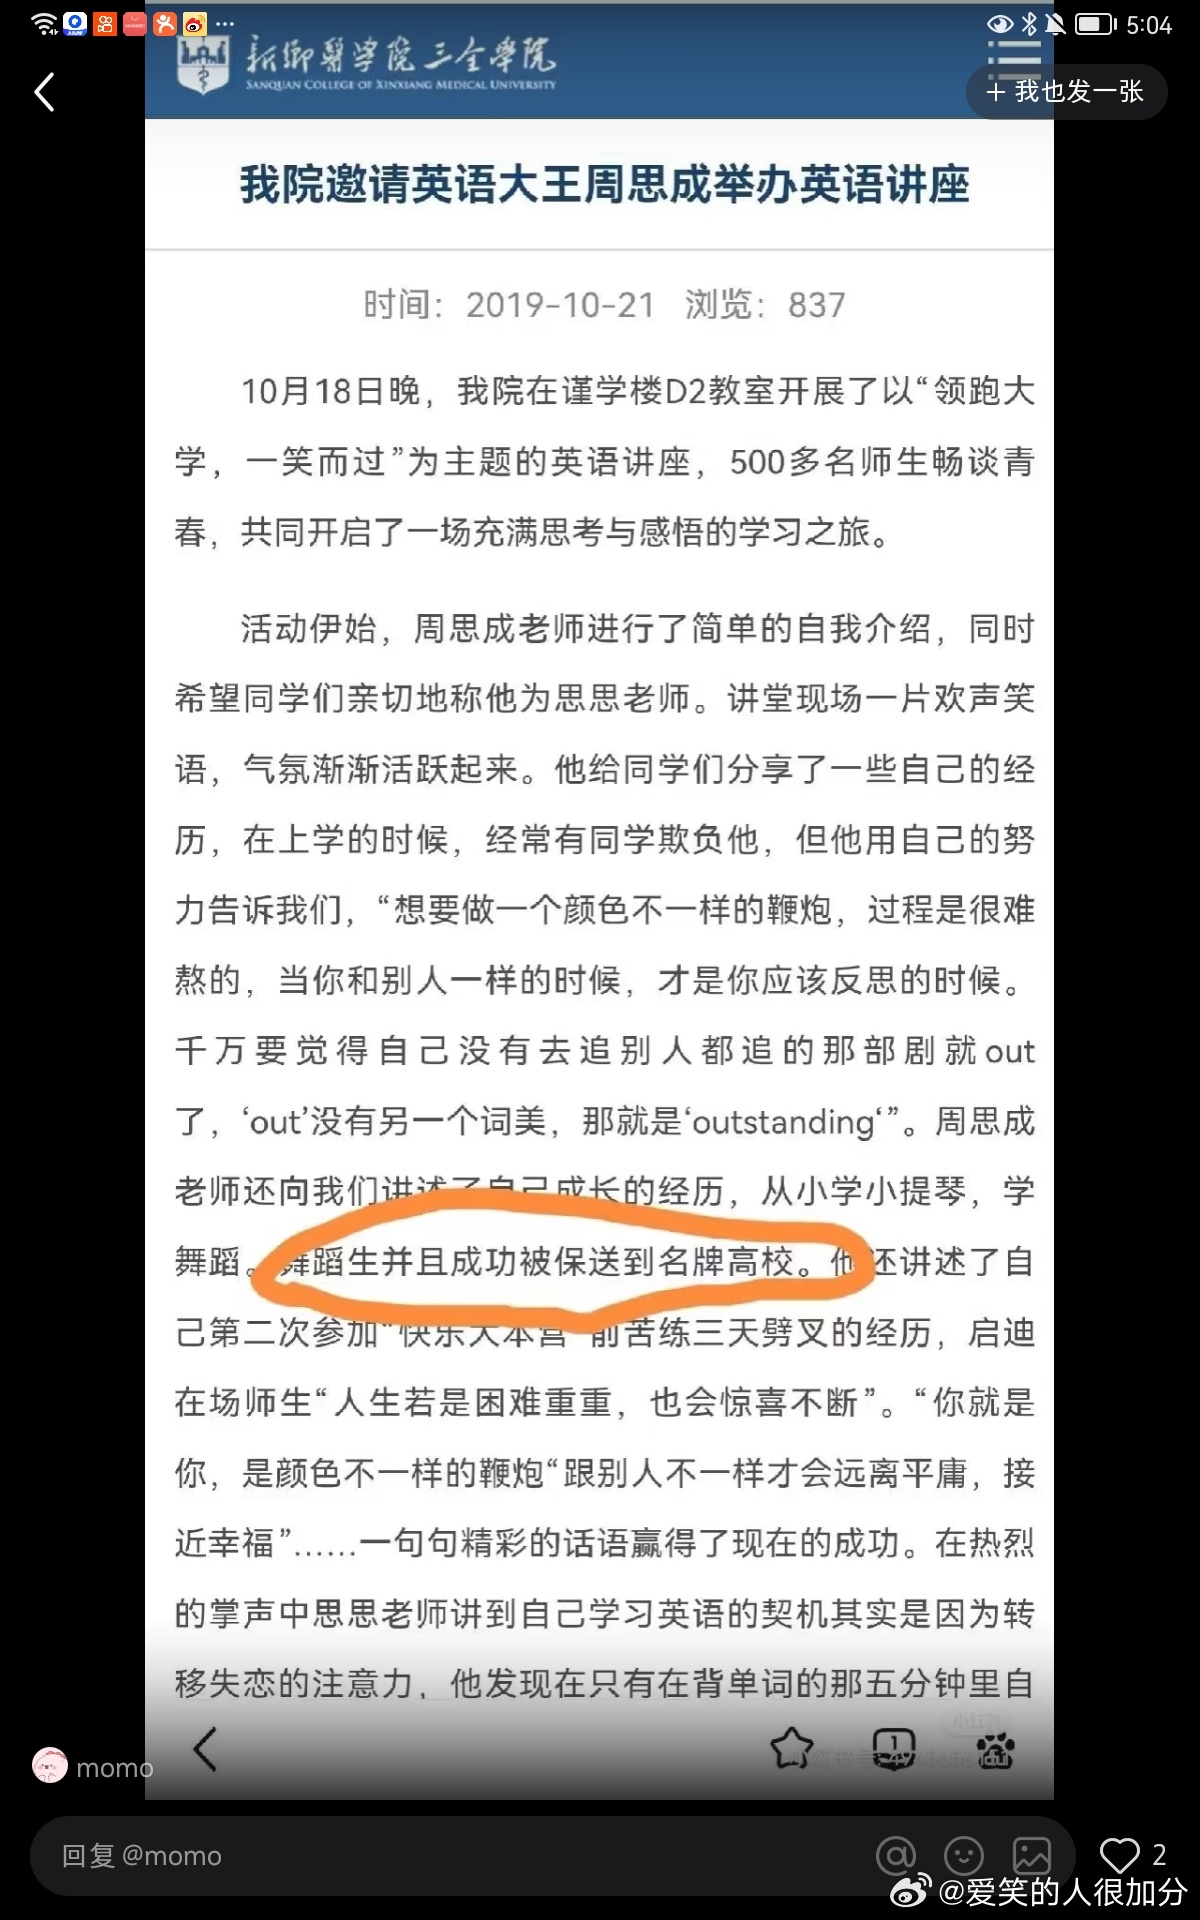 5:04
新鄉醫學院三全學院
SANQUAN COLLEGE OF XINXIANG MEDICAL UNIVERSITY
+ 我也发一张
我院邀请英语大王周思成举办英语讲座
时间：2019-10-21 浏览：837
10月18日晚，我院在谨学楼D2教室开展了以“领跑大
学，一笑而过”为主题的英语讲座，500多名师生畅谈青
春，共同开启了一场充满思考与感悟的学习之旅。
活动伊始，周思成老师进行了简单的自我介绍，同时
希望同学们亲切地称他为思思老师。讲堂现场一片欢声笑
语，气氛渐渐活跃起来。他给同学们分享了一些自己的经
历，在上学的时候，经常有同学欺负他，但他用自己的努
力告诉我们，“想要做一个颜色不一样的鞭炮，过程是很难
熬的，当你和别人一样的时候，才是你应该反思的时候。
千万要觉得自己没有去追别人都追的那部剧就out
了，‘out’没有另一个词美，那就是‘outstanding‘”。周思成
老师还向我们讲述了自己成长的经历，从小学小提琴，学
舞蹈。舞蹈生并且成功被保送到名牌高校。他还讲述了自
己第二次参加“快乐大本营”前苦练三天劈叉的经历，启迪
在场师生“人生若是困难重重，也会惊喜不断”。“你就是
你，是颜色不一样的鞭炮“跟别人不一样才会远离平庸，接
近幸福”……一句句精彩的话语赢得了现在的成功。在热烈
的掌声中思思老师讲到自己学习英语的契机其实是因为转
移失恋的注意力，他发现在只有在背单词的那五分钟里自
1
momo
回复 @momo
2
@爱笑的人很加分